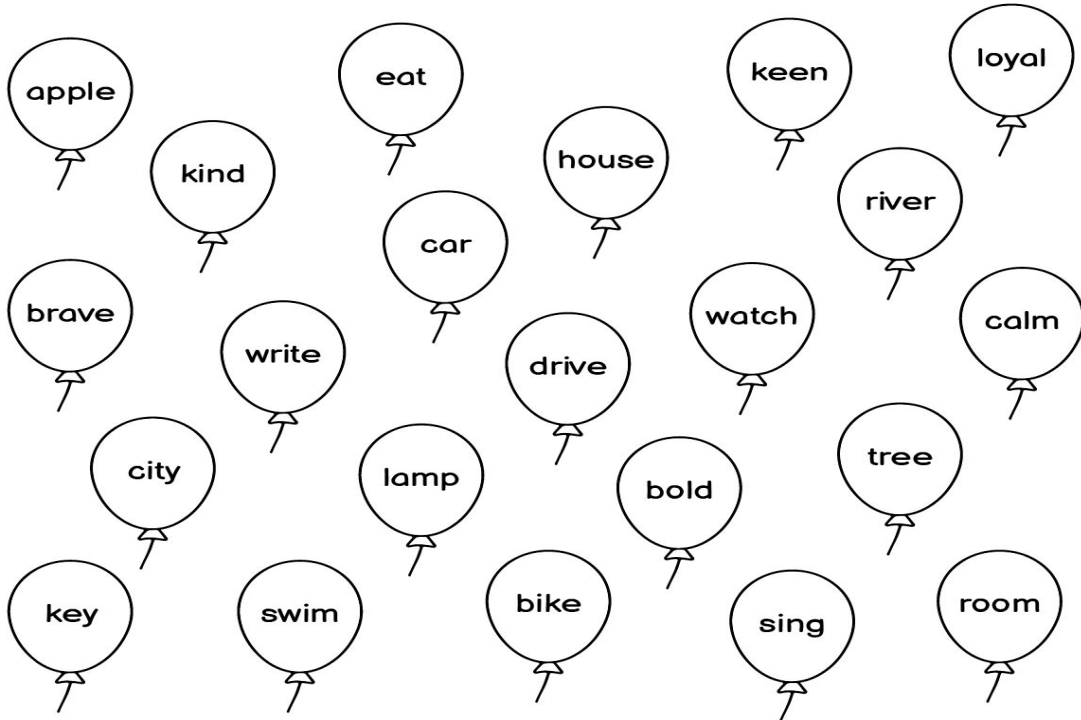 apple
eat
keen
loyal
kind
house
river
car
brave
write
drive
watch
calm
city
lamp
bold
tree
key
swim
bike
sing
room